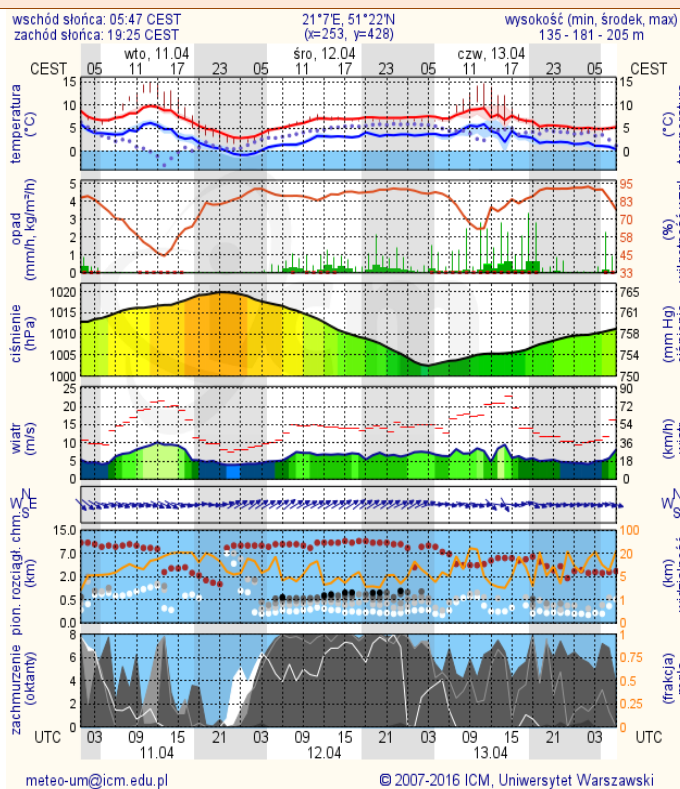 wschód słońca: 05:47 CEST
zachód słońca: 19:25 CEST
21°7'E, 51°22'N
(x=253, y=428)
wysokość (min, środek, max)
135 - 181 - 205 m
wto, 11.04 śro, 12.04 czw, 13.04
CEST 05 11 17 23 05 11 17 23 05 11 17 23 05 CEST
temperatura
(°C)
15
10
5
0
15
10
5
0
opad
(mm/h, kg/m²/h)
5
4
3
2
1
0
95
83
70
58
45
33
(%)
ciśnienie
(hPa)
1020
1015
1010
1005
1000
765
761
758
754
750
(mm Hg)
wiatr
(m/s)
25
20
15
10
5
0
90
72
54
36
18
0
(km/h)
N
W E
S
N
W
S
pion. rozciągł. chm.
(km)
15.0
7.0
2.0
0.5
0.0
100
20
5
1
0
(km)
zachmurzenie
(oktanty)
8
6
4
2
0
1
0.75
0.5
0.25
0
(frakcja)
UTC 03 09 15 21 03 09 15 21 03 09 15 21 03 UTC
11.04 12.04 13.04
meteo-um@icm.edu.pl
© 2007-2016 ICM, Uniwersytet Warszawski